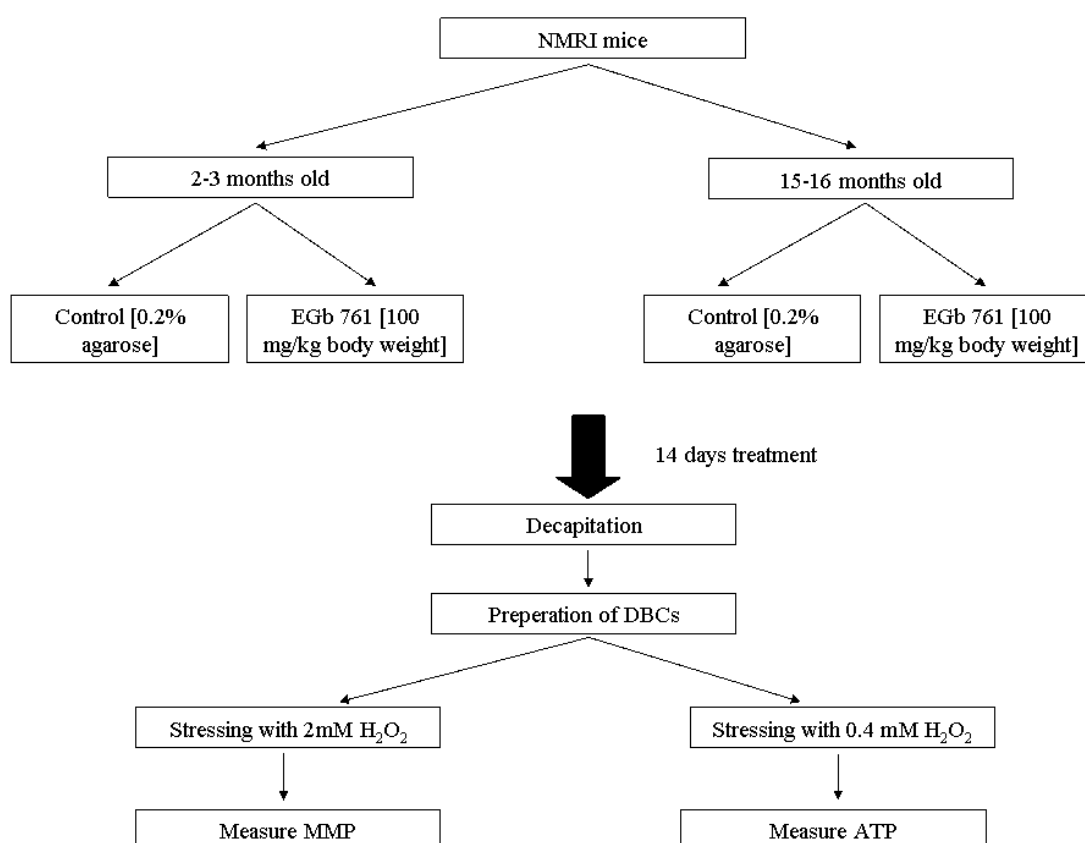 NMRI mice
2-3 months old
15-16 months old
Control [0.2%
agarose]
EGb 761 [100
mg/kg body weight]
Control [0.2%
agarose]
EGb 761 [100
mg/kg body weight]
14 days treatment
Decapitation
Preperation of DBCs
Stressing with 2mM H₂O₂
Stressing with 0.4 mM H₂O₂
Measure MMP
Measure ATP